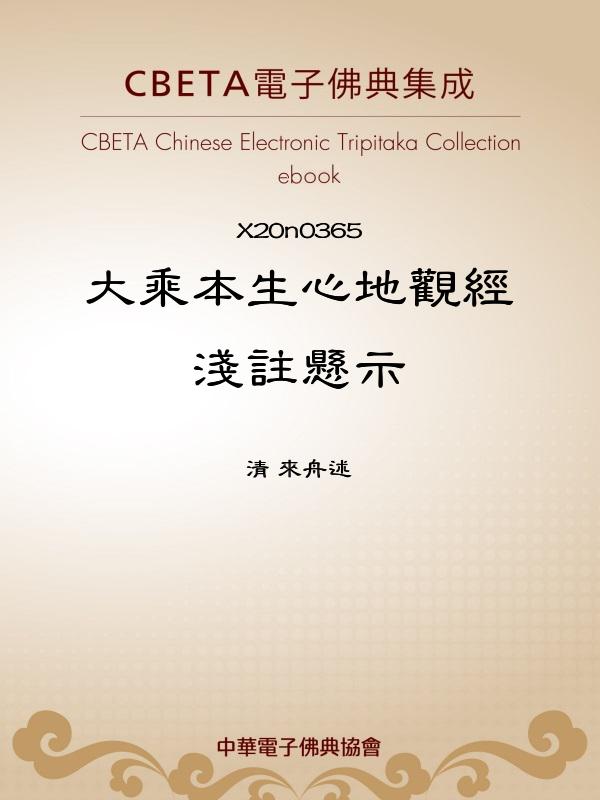 CBETA電子佛典集成
CBETA Chinese Electronic Tripitaka Collection
ebook
X20n0365
大乘本生心地觀經
淺註懸示
清 來舟述
中華電子佛典協會